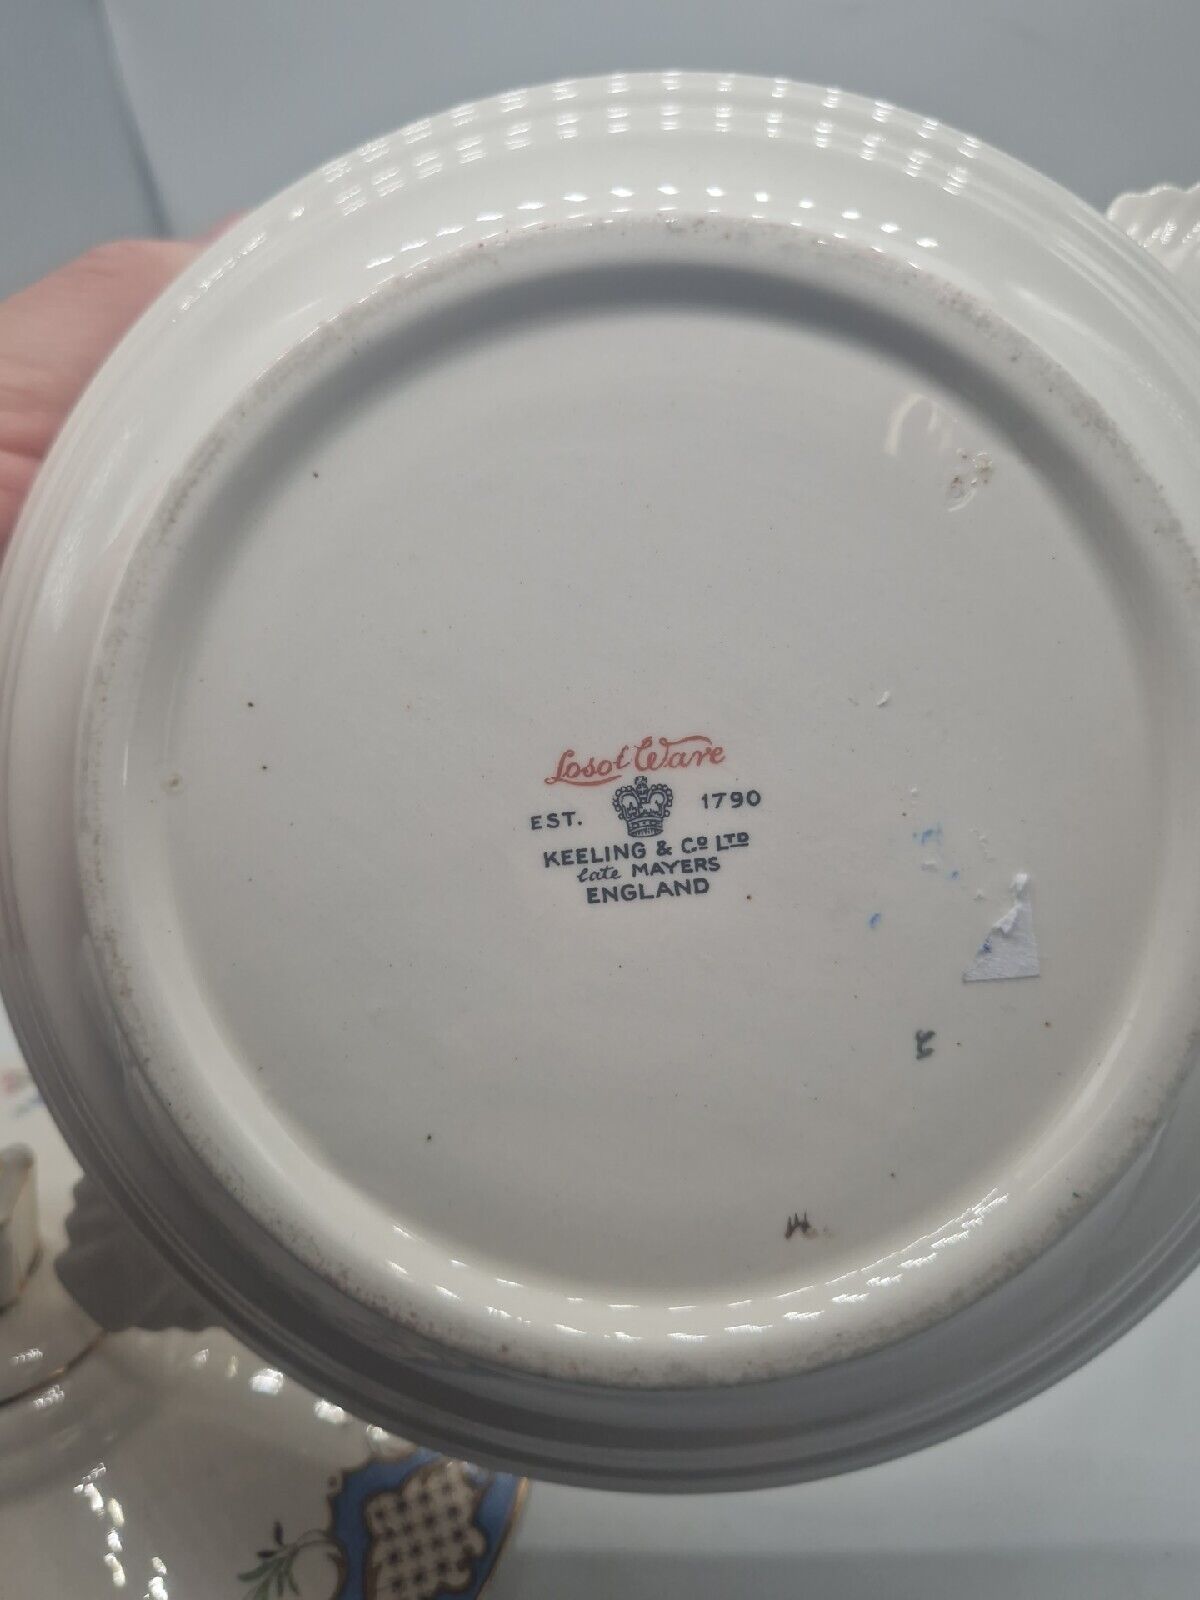 Losol Ware
EST. 1790
KEELING & Co LTD
late MAYERS
ENGLAND